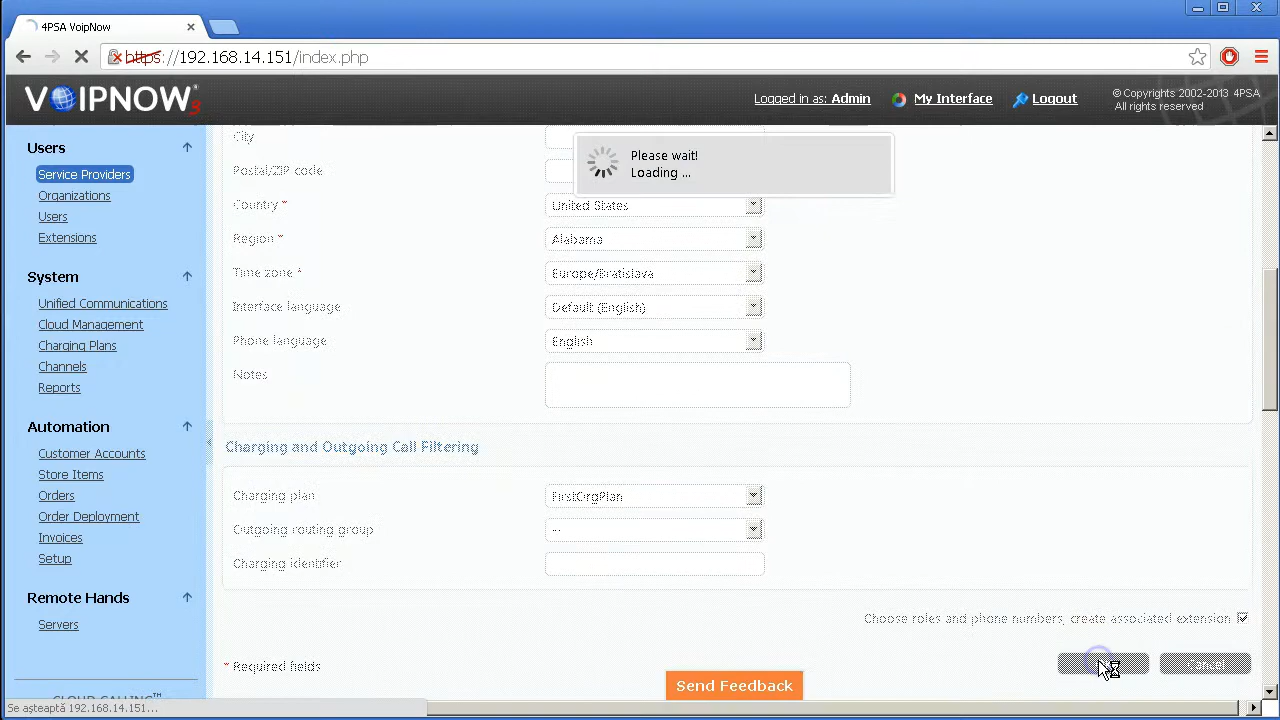 4PSA VoipNow
https://192.168.14.151/index.php
VOIPNOW® 3
Logged in as: Admin
My Interface
Logout
© Copyrights 2002-2013 4PSA.
All rights reserved
Users
Service Providers
Organizations
Users
Extensions
System
Unified Communications
Cloud Management
Charging Plans
Channels
Reports
Automation
Customer Accounts
Store Items
Orders
Order Deployment
Invoices
Setup
Remote Hands
Servers
CLOUD CALLING™
City
Please wait!
Loading ...
Postal/ZIP code
Country *
United States
Region *
Alabama
Time zone *
Europe/Bratislava
Interface language
Default (English)
Phone language
English
Notes
Charging and Outgoing Call Filtering
Charging plan
FirstCrgPlan
Outgoing routing group
--
Charging identifier
Choose roles and phone numbers, create associated extension
* Required fields
Send Feedback
Se aşteaptă 192.168.14.151...